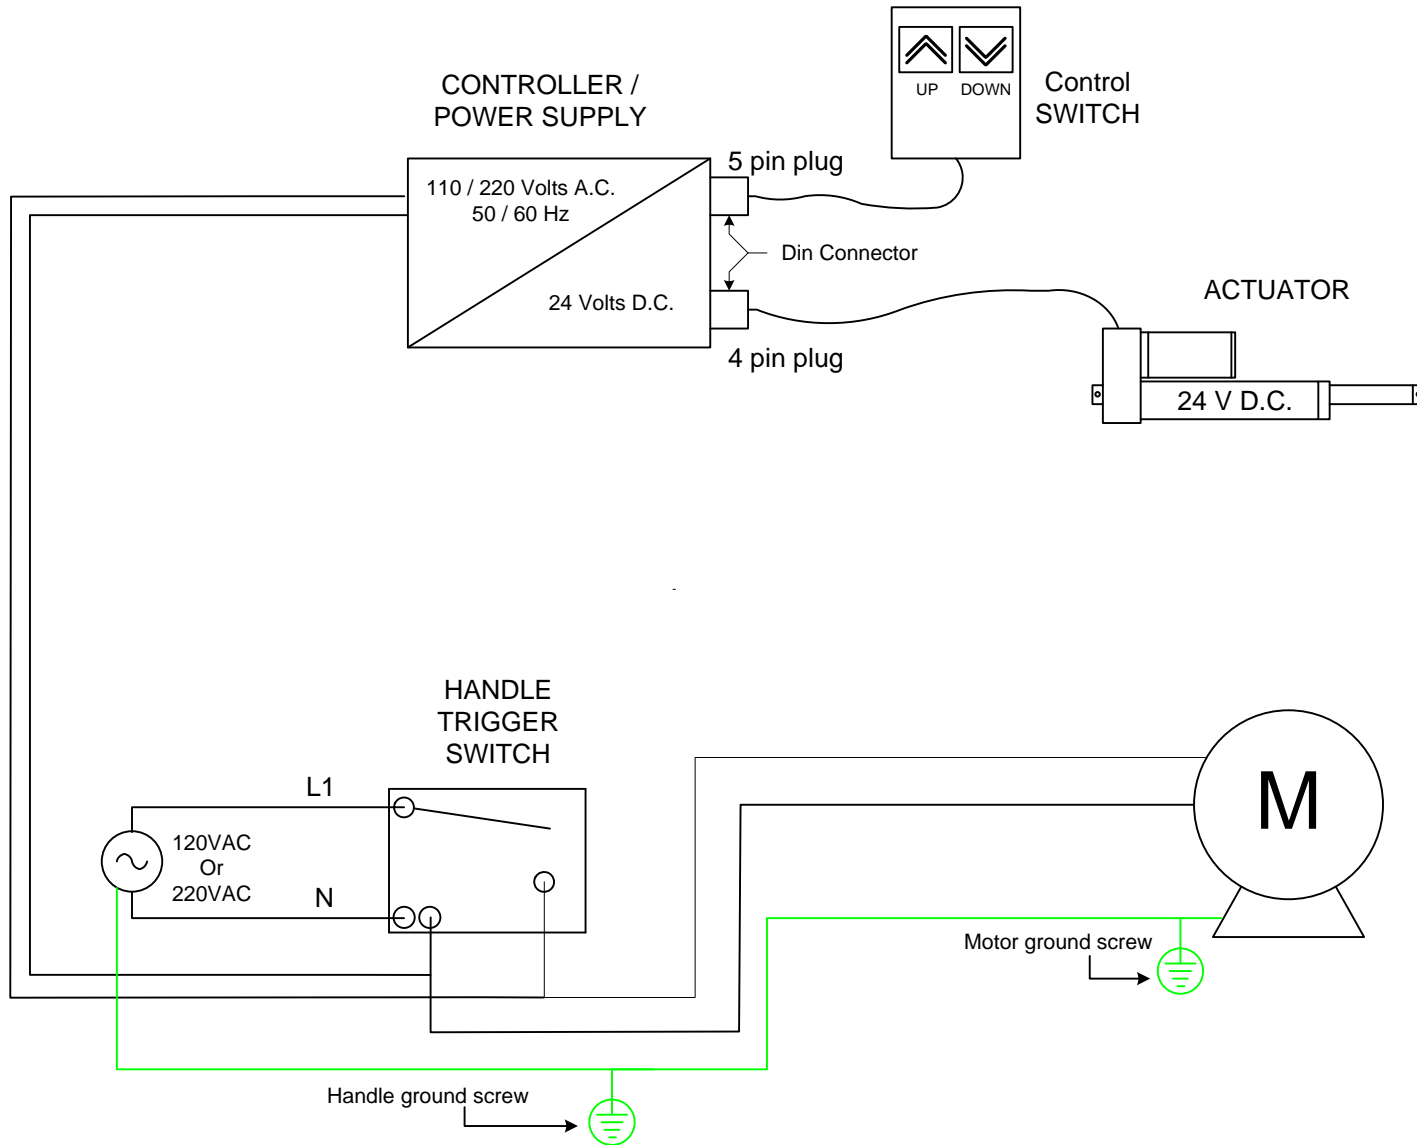 UP DOWN
Control
SWITCH
CONTROLLER /
POWER SUPPLY
5 pin plug
110 / 220 Volts A.C.
50 / 60 Hz
Din Connector
24 Volts D.C.
4 pin plug
ACTUATOR
24 V D.C.
HANDLE
TRIGGER
SWITCH
L1
120VAC
Or
220VAC
N
M
Motor ground screw
Handle ground screw